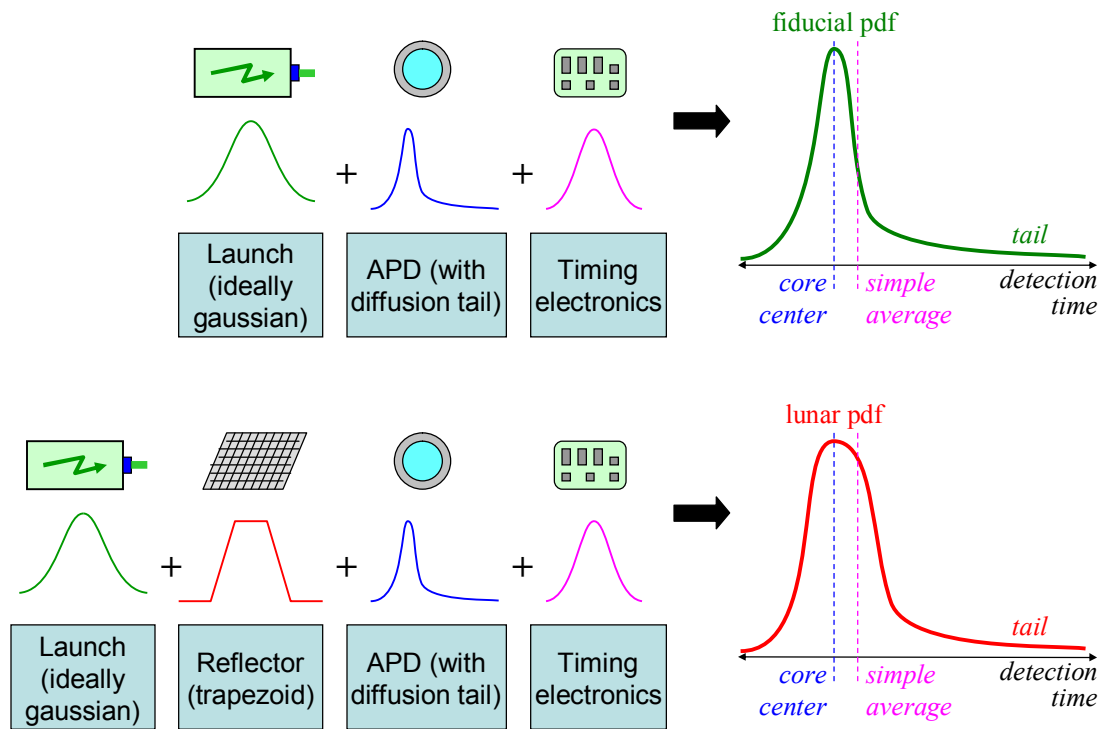 fiducial pdf
+
+
Launch
(ideally
gaussian)
APD (with
diffusion tail)
Timing
electronics
tail
core
center
simple
average
detection
time
lunar pdf
+
+
+
Launch
(ideally
gaussian)
Reflector
(trapezoid)
APD (with
diffusion tail)
Timing
electronics
tail
core
center
simple
average
detection
time